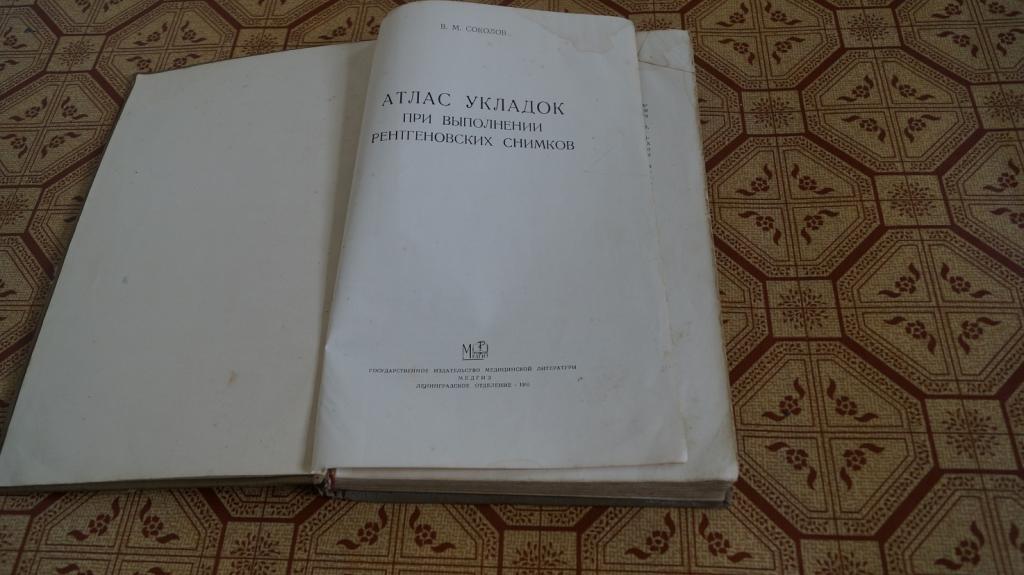 В. М. СОКОЛОВ
АТЛАС УКЛАДОК
ПРИ ВЫПОЛНЕНИИ
РЕНТГЕНОВСКИХ СНИМКОВ
ГОСУДАРСТВЕННОЕ ИЗДАТЕЛЬСТВО МЕДИЦИНСКОЙ ЛИТЕРАТУРЫ
МЕДГИЗ
ЛЕНИНГРАДСКОЕ ОТДЕЛЕНИЕ